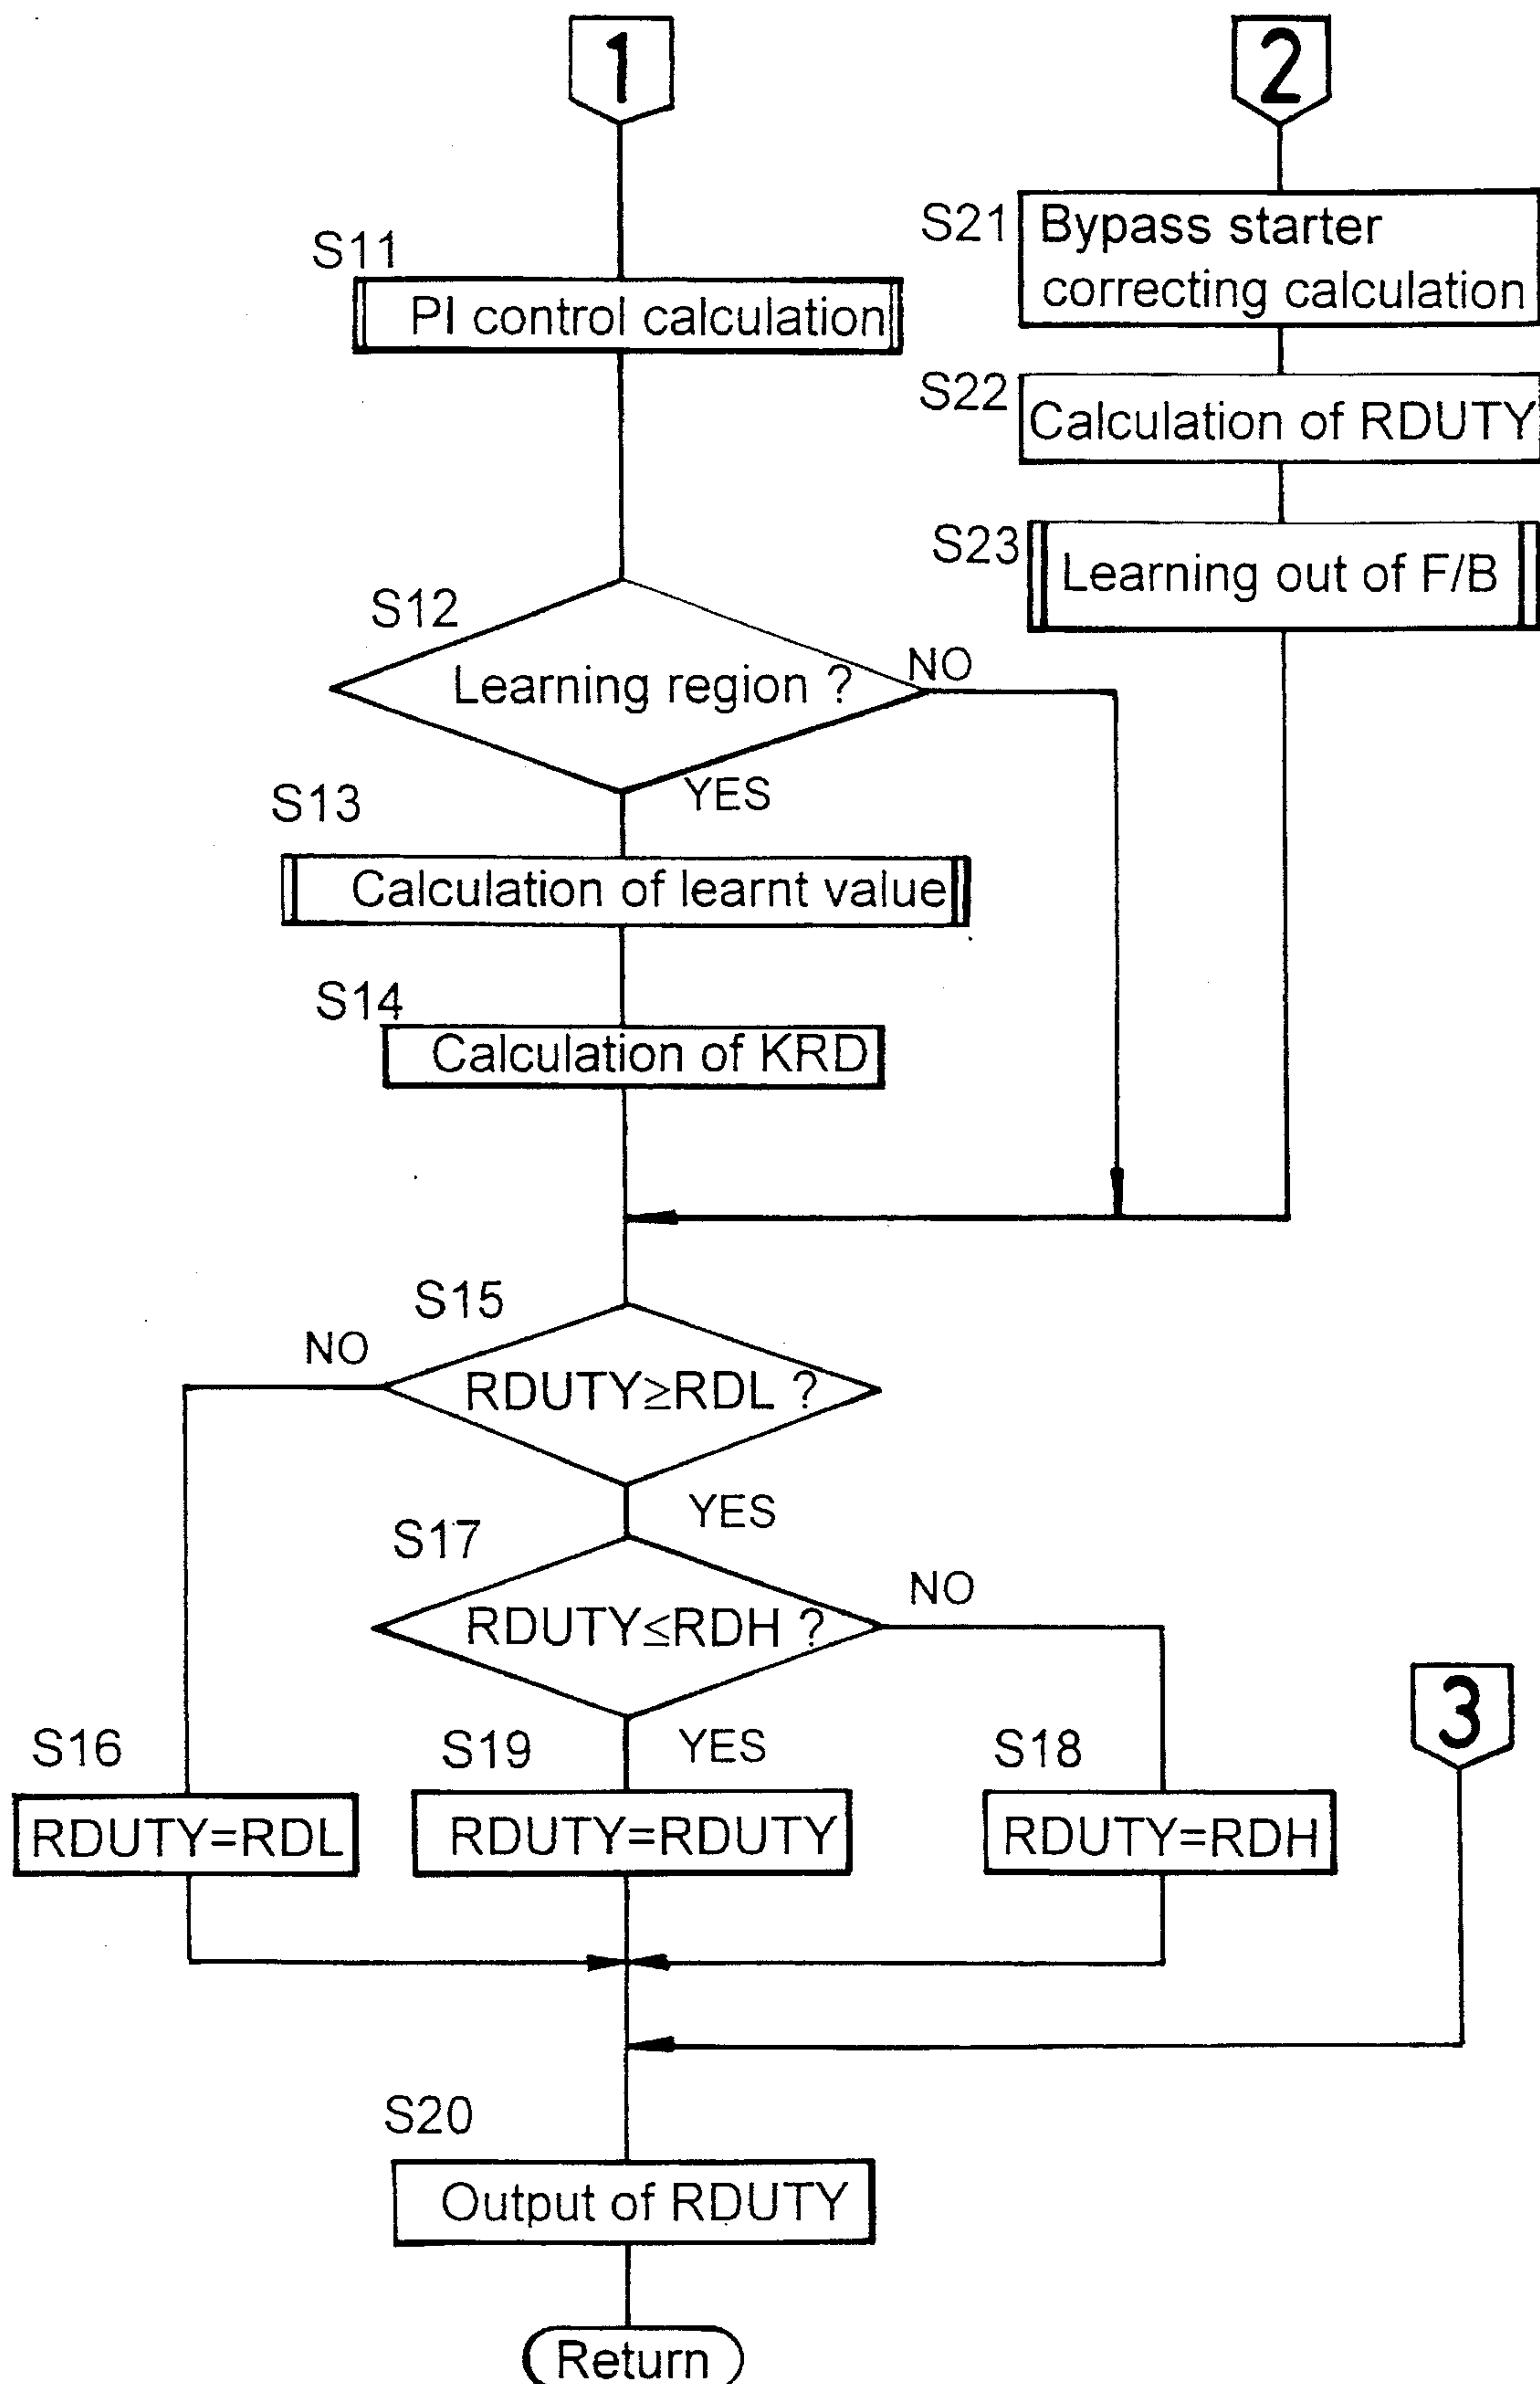 1
2
S11
PI control calculation
S21
Bypass starter
correcting calculation
S22
Calculation of RDUTY
S23
Learning out of F/B
S12
Learning region ?
NO
YES
S13
Calculation of learnt value
S14
Calculation of KRD
S15
NO
RDUTY≥RDL ?
YES
S17
RDUTY≤RDH ?
NO
3
S16
RDUTY=RDL
S19
YES
RDUTY=RDUTY
S18
RDUTY=RDH
S20
Output of RDUTY
Return